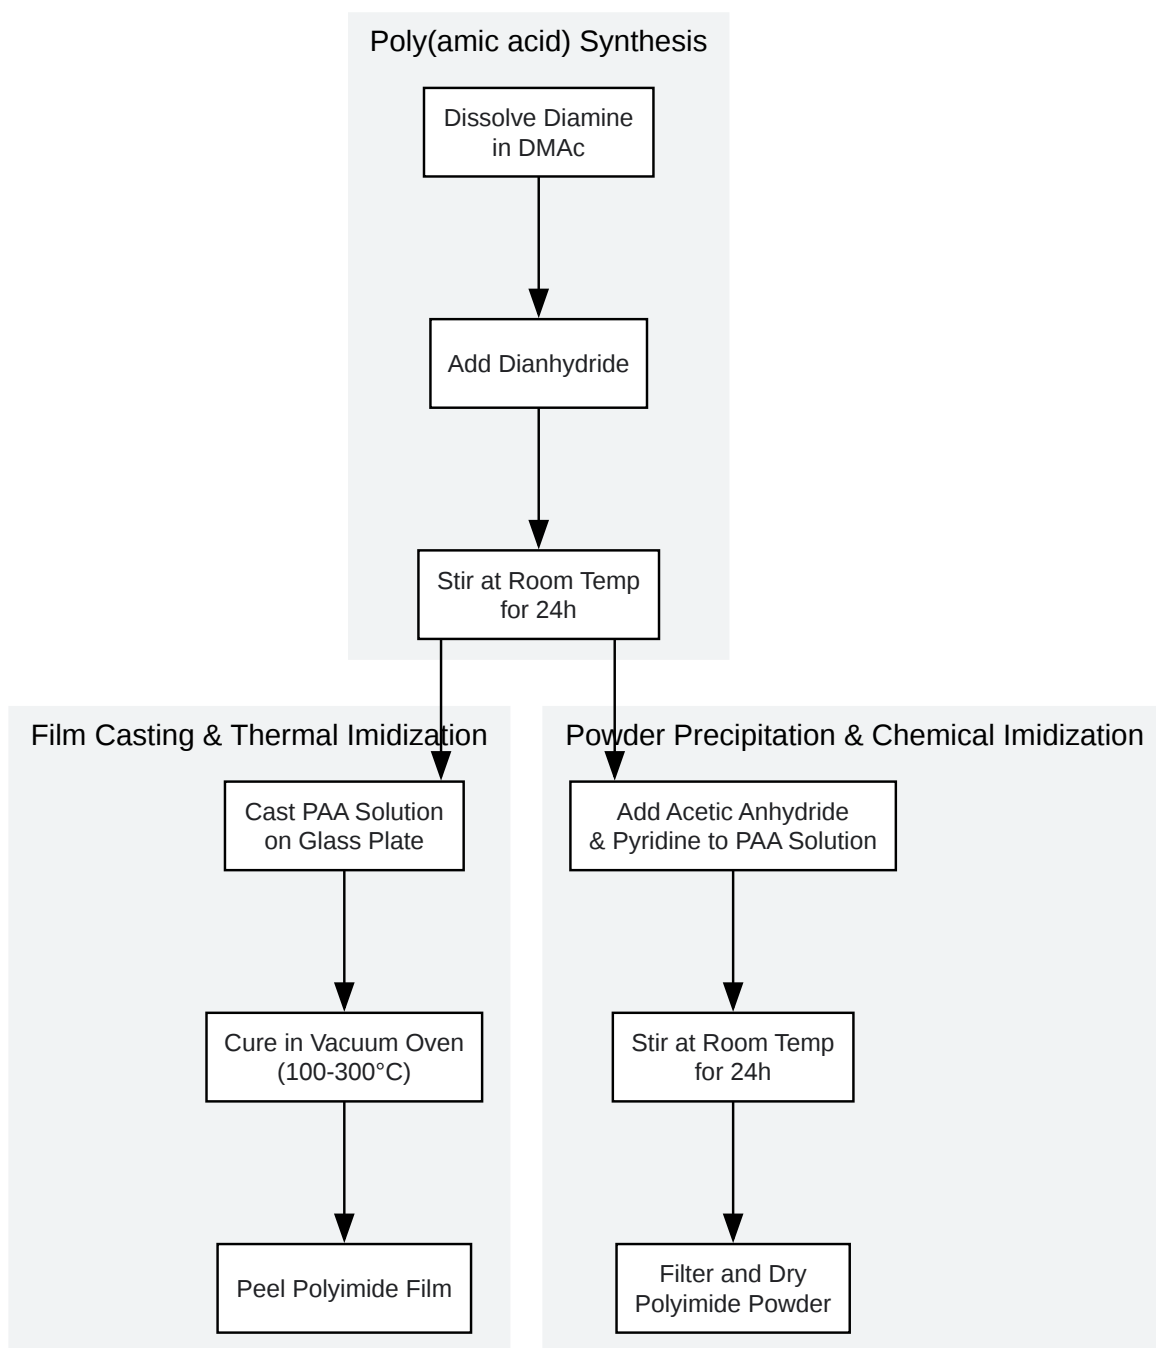 Poly(amic acid) Synthesis
Dissolve Diamine
in DMAc
Add Dianhydride
Stir at Room Temp
for 24h
Film Casting & Thermal Imidization
Cast PAA Solution
on Glass Plate
Cure in Vacuum Oven
(100-300°C)
Peel Polyimide Film
Powder Precipitation & Chemical Imidization
Add Acetic Anhydride
& Pyridine to PAA Solution
Stir at Room Temp
for 24h
Filter and Dry
Polyimide Powder